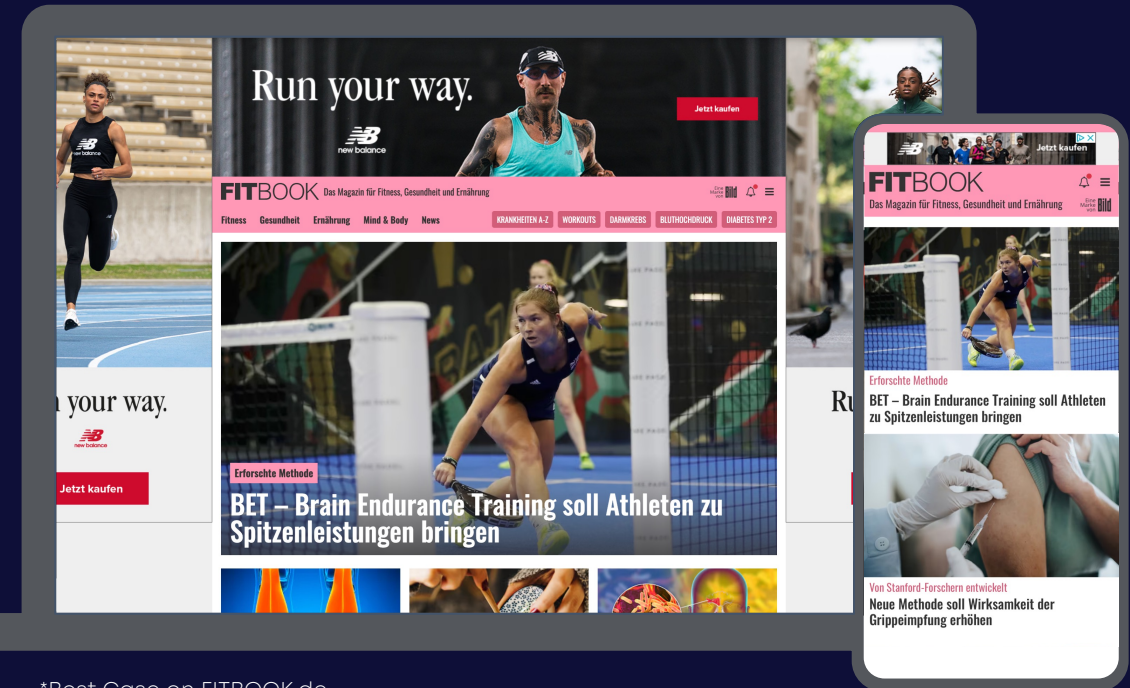 Run your way.
NB
new balance
Jetzt kaufen
FITBOOK Das Magazin für Fitness, Gesundheit und Ernährung
Eine Marke von Bild
Fitness Gesundheit Ernährung Mind & Body News
KRANKHEITEN A-Z WORKOUTS DARMKREBS BLUTHOCHDRUCK DIABETES TYP 2
your way.
NB
new balance
Jetzt kaufen
Erforschte Methode
BET – Brain Endurance Training soll Athleten zu
Spitzenleistungen bringen
Ru
NB
Jetzt kaufen
FITBOOK
Das Magazin für Fitness, Gesundheit und Ernährung
Eine Marke von Bild
Erforschte Methode
BET – Brain Endurance Training soll Athleten
zu Spitzenleistungen bringen
Von Stanford-Forschern entwickelt
Neue Methode soll Wirksamkeit der
Grippeimpfung erhöhen
*Best Case on FITBOOK.de